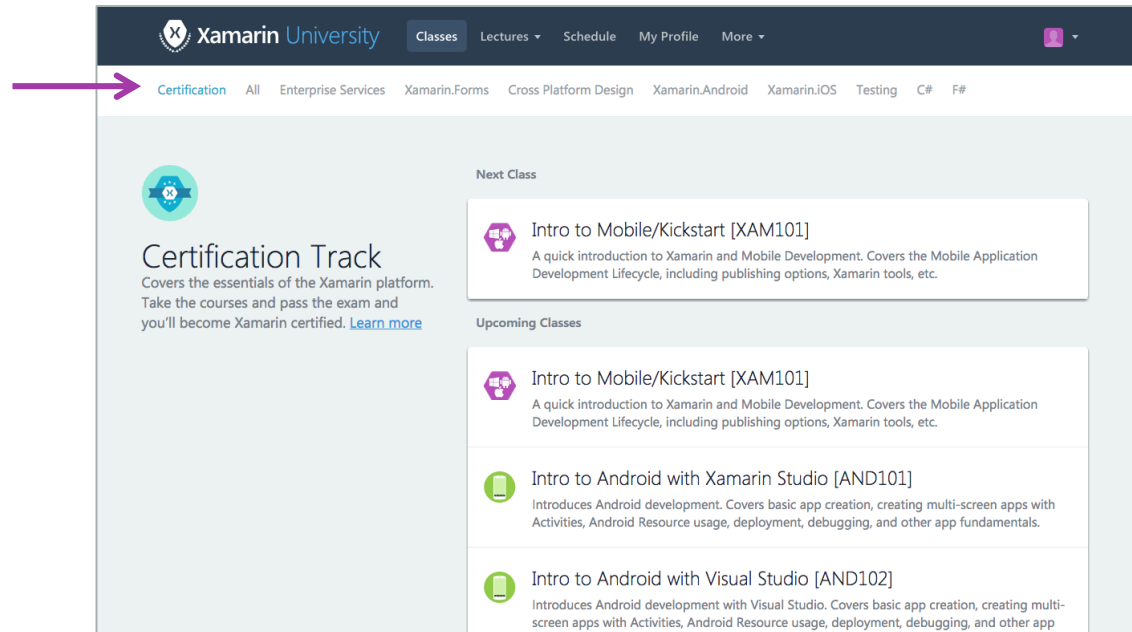 Xamarin University
Classes Lectures Schedule My Profile More
Certification All Enterprise Services Xamarin.Forms Cross Platform Design Xamarin.Android Xamarin.iOS Testing C# F#
Certification Track
Covers the essentials of the Xamarin platform.
Take the courses and pass the exam and
you'll become Xamarin certified. Learn more
Next Class
Intro to Mobile/Kickstart [XAM101]
A quick introduction to Xamarin and Mobile Development. Covers the Mobile Application
Development Lifecycle, including publishing options, Xamarin tools, etc.
Upcoming Classes
Intro to Mobile/Kickstart [XAM101]
A quick introduction to Xamarin and Mobile Development. Covers the Mobile Application
Development Lifecycle, including publishing options, Xamarin tools, etc.
Intro to Android with Xamarin Studio [AND101]
Introduces Android development. Covers basic app creation, creating multi-screen apps with
Activities, Android Resource usage, deployment, debugging, and other app fundamentals.
Intro to Android with Visual Studio [AND102]
Introduces Android development with Visual Studio. Covers basic app creation, creating multi-
screen apps with Activities, Android Resource usage, deployment, debugging, and other app